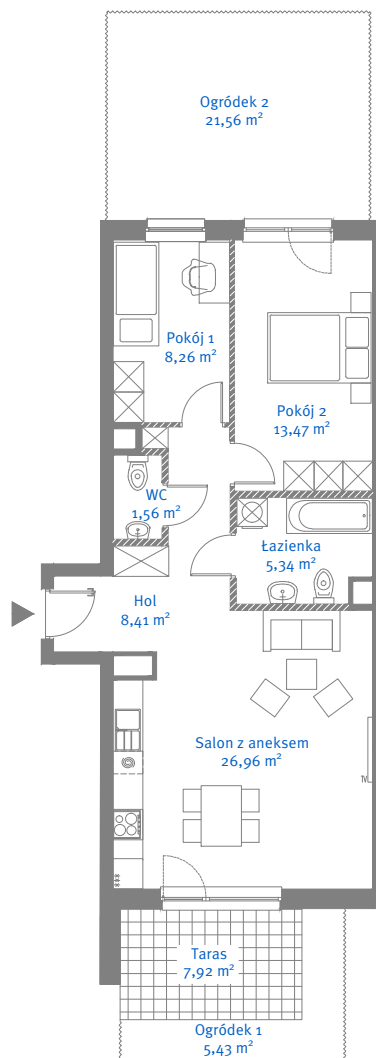 Ogródek 2
21,56 m²
Pokój 1
8,26 m²
Pokój 2
13,47 m²
WC
1,56 m²
Łazienka
5,34 m²
Hol
8,41 m²
Salon z aneksem
26,96 m²
TV
Taras
7,92 m²
Ogródek 1
5,43 m²